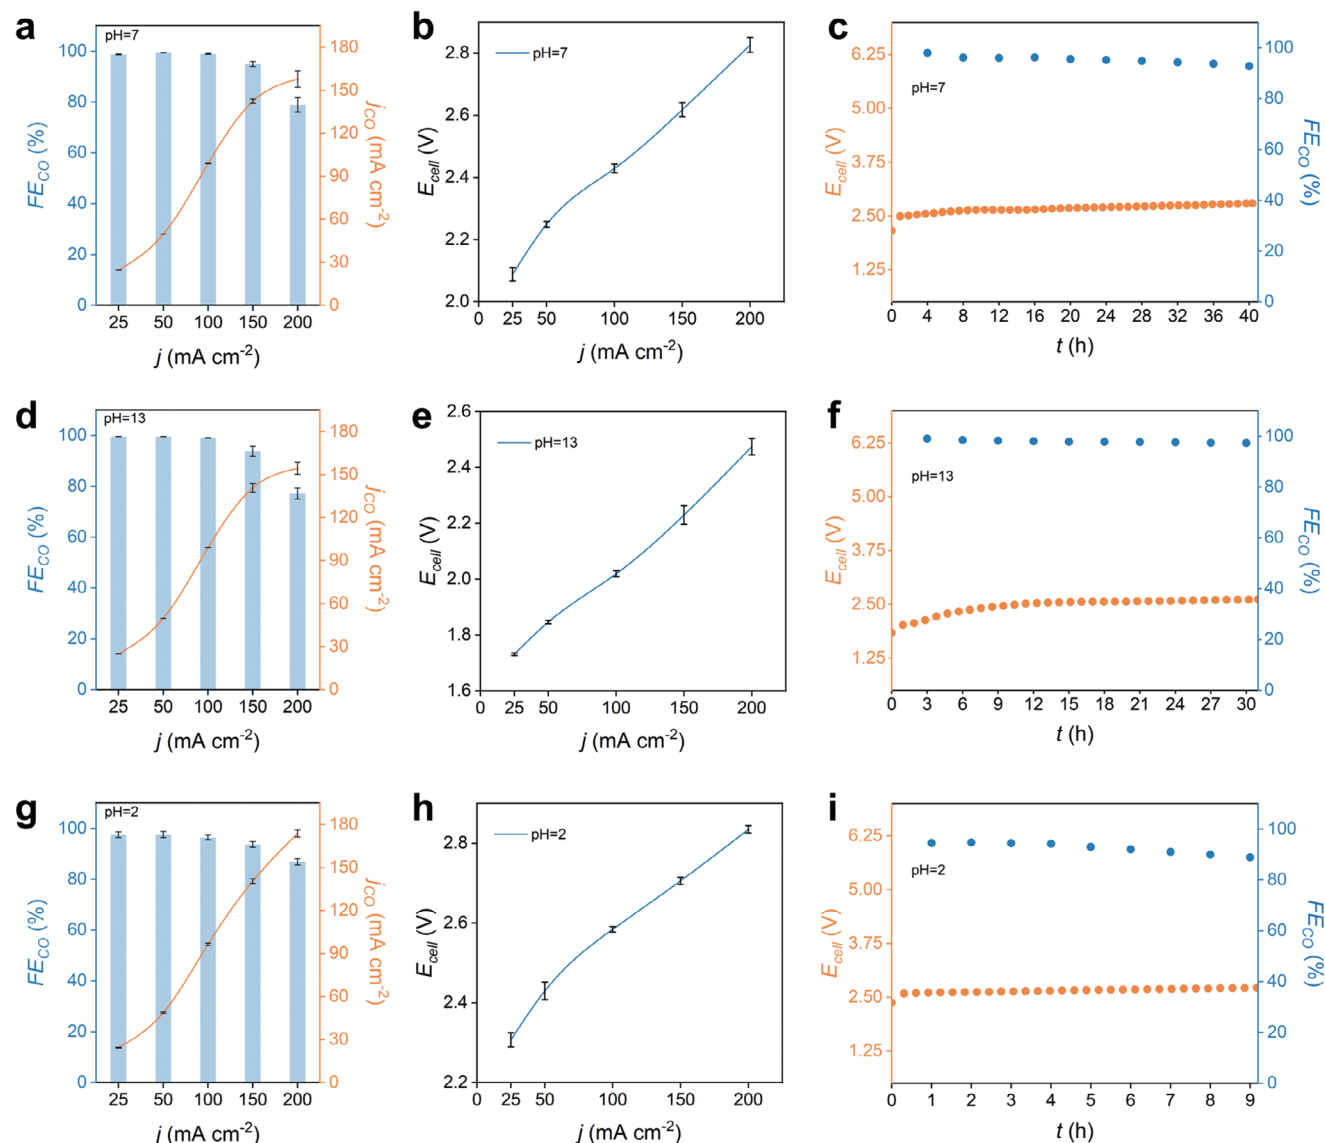 a
pH=7
100
80
60
40
20
0
FE_CO (%)
180
150
120
90
60
30
0
j_CO (mA cm-2)
25 50 100 150 200
j (mA cm-2)
b
pH=7
2.8
2.6
2.4
2.2
2.0
E_cell (V)
0 25 50 100 150 200
j (mA cm-2)
c
pH=7
6.25
5.00
3.75
2.50
1.25
E_cell (V)
100
80
60
40
20
0
FE_CO (%)
0 4 8 12 16 20 24 28 32 36 40
t (h)
d
pH=13
100
80
60
40
20
0
FE_CO (%)
180
150
120
90
60
30
0
j_CO (mA cm-2)
25 50 100 150 200
j (mA cm-2)
e
pH=13
2.6
2.4
2.2
2.0
1.8
1.6
E_cell (V)
0 25 50 100 150 200
j (mA cm-2)
f
pH=13
6.25
5.00
3.75
2.50
1.25
E_cell (V)
100
80
60
40
20
0
FE_CO (%)
0 3 6 9 12 15 18 21 24 27 30
t (h)
g
pH=2
100
80
60
40
20
0
FE_CO (%)
180
150
120
90
60
30
0
j_CO (mA cm-2)
25 50 100 150 200
j (mA cm-2)
h
pH=2
2.8
2.6
2.4
2.2
E_cell (V)
0 25 50 100 150 200
j (mA cm-2)
i
pH=2
6.25
5.00
3.75
2.50
1.25
E_cell (V)
100
80
60
40
20
0
FE_CO (%)
0 1 2 3 4 5 6 7 8 9
t (h)